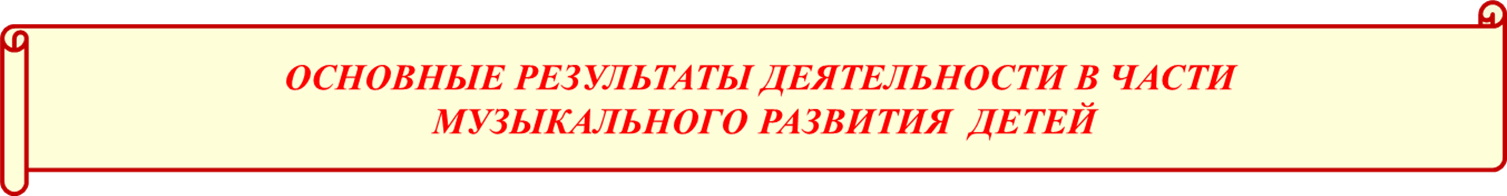 ОСНОВНЫЕ РЕЗУЛЬТАТЫ ДЕЯТЕЛЬНОСТИ В ЧАСТИ
МУЗЫКАЛЬНОГО РАЗВИТИЯ ДЕТЕЙ